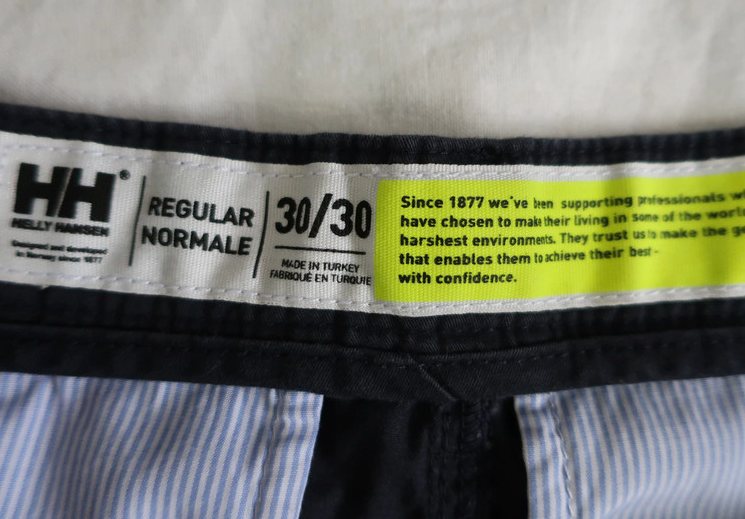 HH®
HELLY HANSEN
Designed and developed
in Norway since 1877
REGULAR
NORMALE
30/30
MADE IN TURKEY
FABRIQUÉ EN TURQUIE
Since 1877 we've been supporting professionals
have chosen to make their living in some of the
harshest environments. They trust us to make the
that enables them to achieve their best -
with confidence.